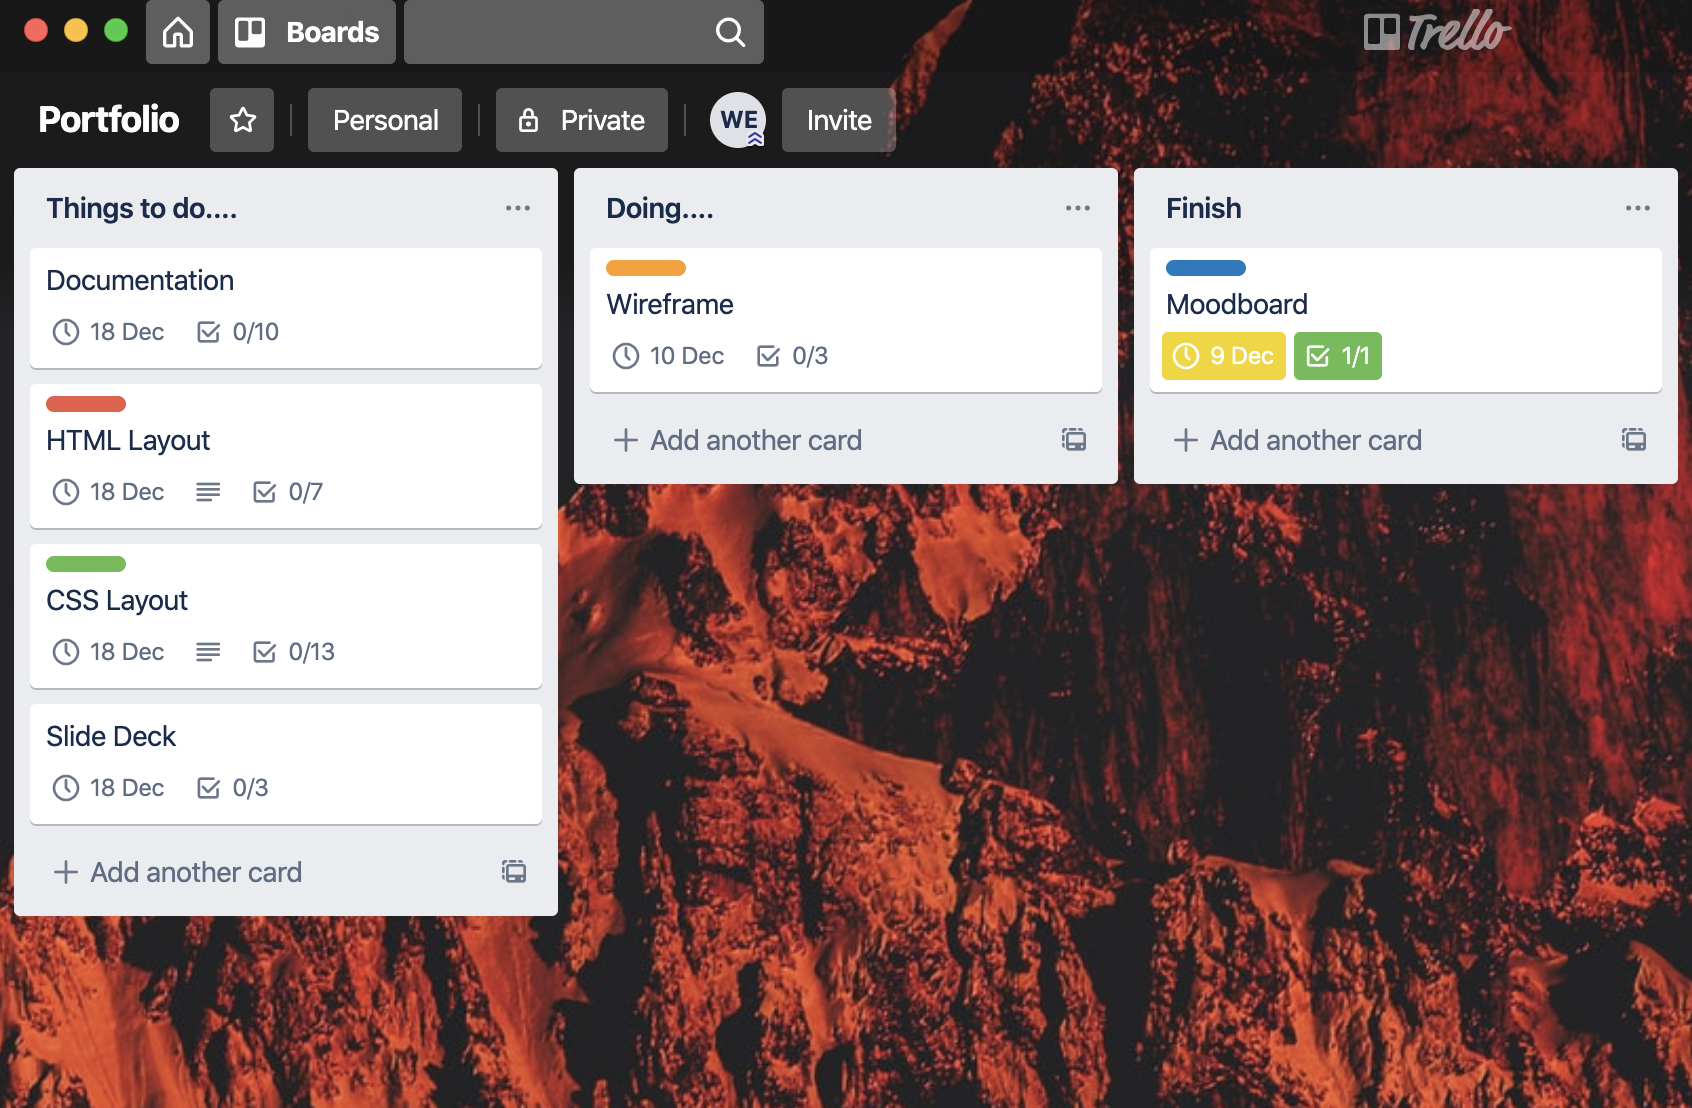 Boards
Trello
Portfolio
Personal
Private
WE
Invite
Things to do....
Documentation
18 Dec 0/10
HTML Layout
18 Dec 0/7
CSS Layout
18 Dec 0/13
Slide Deck
18 Dec 0/3
Add another card
Doing....
Wireframe
10 Dec 0/3
Add another card
Finish
Moodboard
9 Dec 1/1
Add another card